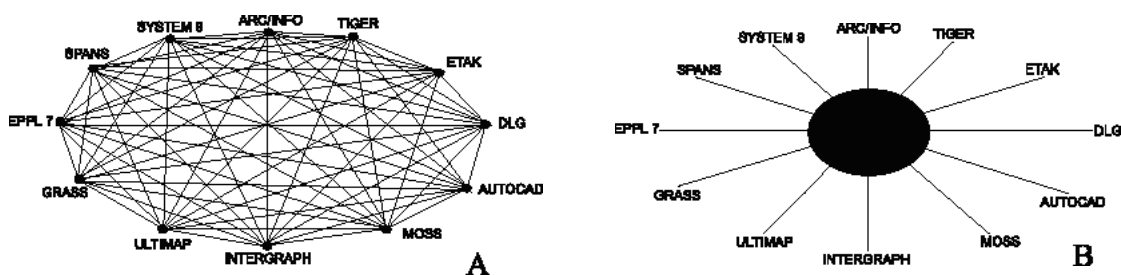 ARC/INFO
SYSTEM 9
TIGER
SPANS
ETAK
EPPL 7
DLG
GRASS
AUTOCAD
ULTIMAP
MOSS
INTERGRAPH
A
ARC/INFO
SYSTEM 9
TIGER
SPANS
ETAK
EPPL 7
DLG
GRASS
AUTOCAD
ULTIMAP
MOSS
INTERGRAPH
B